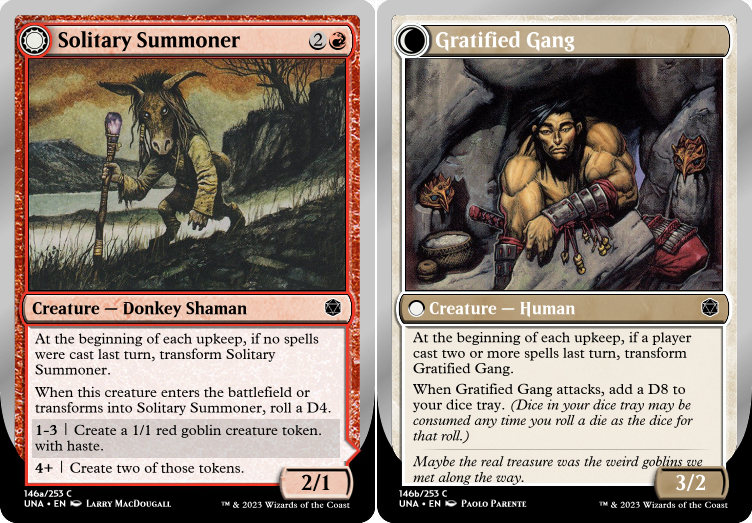 Solitary Summoner 2
Creature — Donkey Shaman
At the beginning of each upkeep, if no spells
were cast last turn, transform Solitary
Summoner.
When this creature enters the battlefield or
transforms into Solitary Summoner, roll a D4.
1-3 | Create a 1/1 red goblin creature token.
with haste.
4+ | Create two of those tokens.
2/1
146a/253 C
UNA • EN Larry MacDougall
™ & 2023 Wizards of the Coast
Gratified Gang
Creature — Human
At the beginning of each upkeep, if a player
cast two or more spells last turn, transform
Gratified Gang.
When Gratified Gang attacks, add a D8 to
your dice tray. (Dice in your dice tray may be
consumed any time you roll a die as the dice for
that roll.)
Maybe the real treasure was the weird goblins we
met along the way.
3/2
146b/253 C
UNA • EN Paolo Parente
™ & 2023 Wizards of the Coast